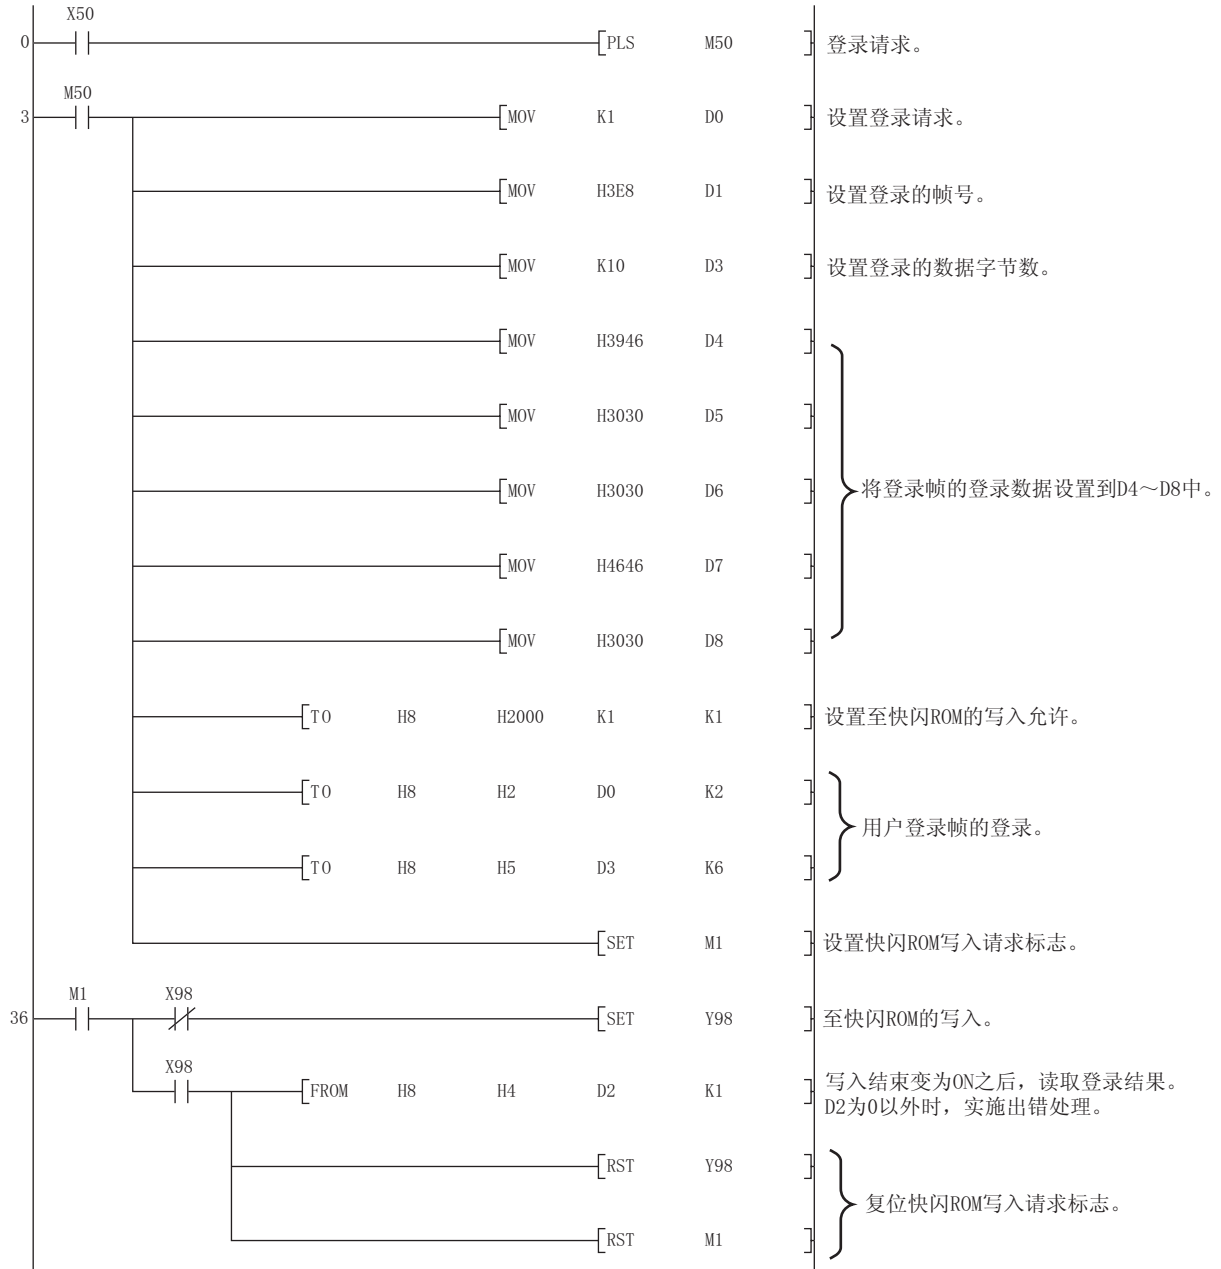 X50
0 PLS M50 登录请求。
M50
3 MOV K1 D0 设置登录请求。
MOV H3E8 D1 设置登录的帧号。
MOV K10 D3 设置登录的数据字节数。
MOV H3946 D4
MOV H3030 D5
MOV H3030 D6
将登录帧的登录数据设置到D4～D8中。
MOV H4646 D7
MOV H3030 D8
TO H8 H2000 K1 K1 设置至快闪ROM的写入允许。
TO H8 H2 D0 K2
用户登录帧的登录。
TO H8 H5 D3 K6
SET M1 设置快闪ROM写入请求标志。
M1 X98
36 SET Y98 至快闪ROM的写入。
X98
FROM H8 H4 D2 K1 写入结束变为ON之后，读取登录结果。
D2为0以外时，实施出错处理。
RST Y98
复位快闪ROM写入请求标志。
RST M1